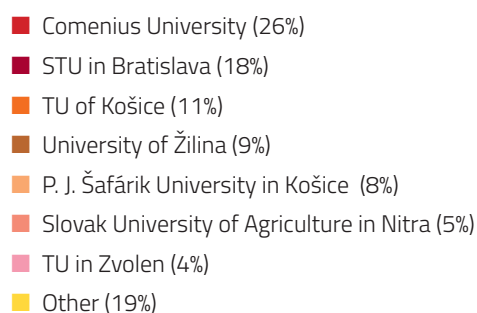 Comenius University (26%)
STU in Bratislava (18%)
TU of Košice (11%)
University of Žilina (9%)
P. J. Šafárik University in Košice (8%)
Slovak University of Agriculture in Nitra (5%)
TU in Zvolen (4%)
Other (19%)